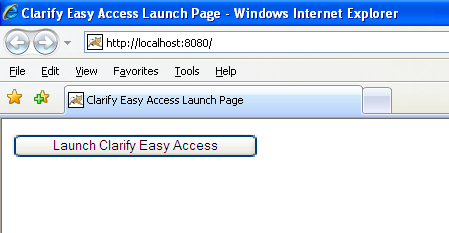 Clarify Easy Access Launch Page - Windows Internet Explorer
http://localhost:8080/
File Edit View Favorites Tools Help
Clarify Easy Access Launch Page
Launch Clarify Easy Access